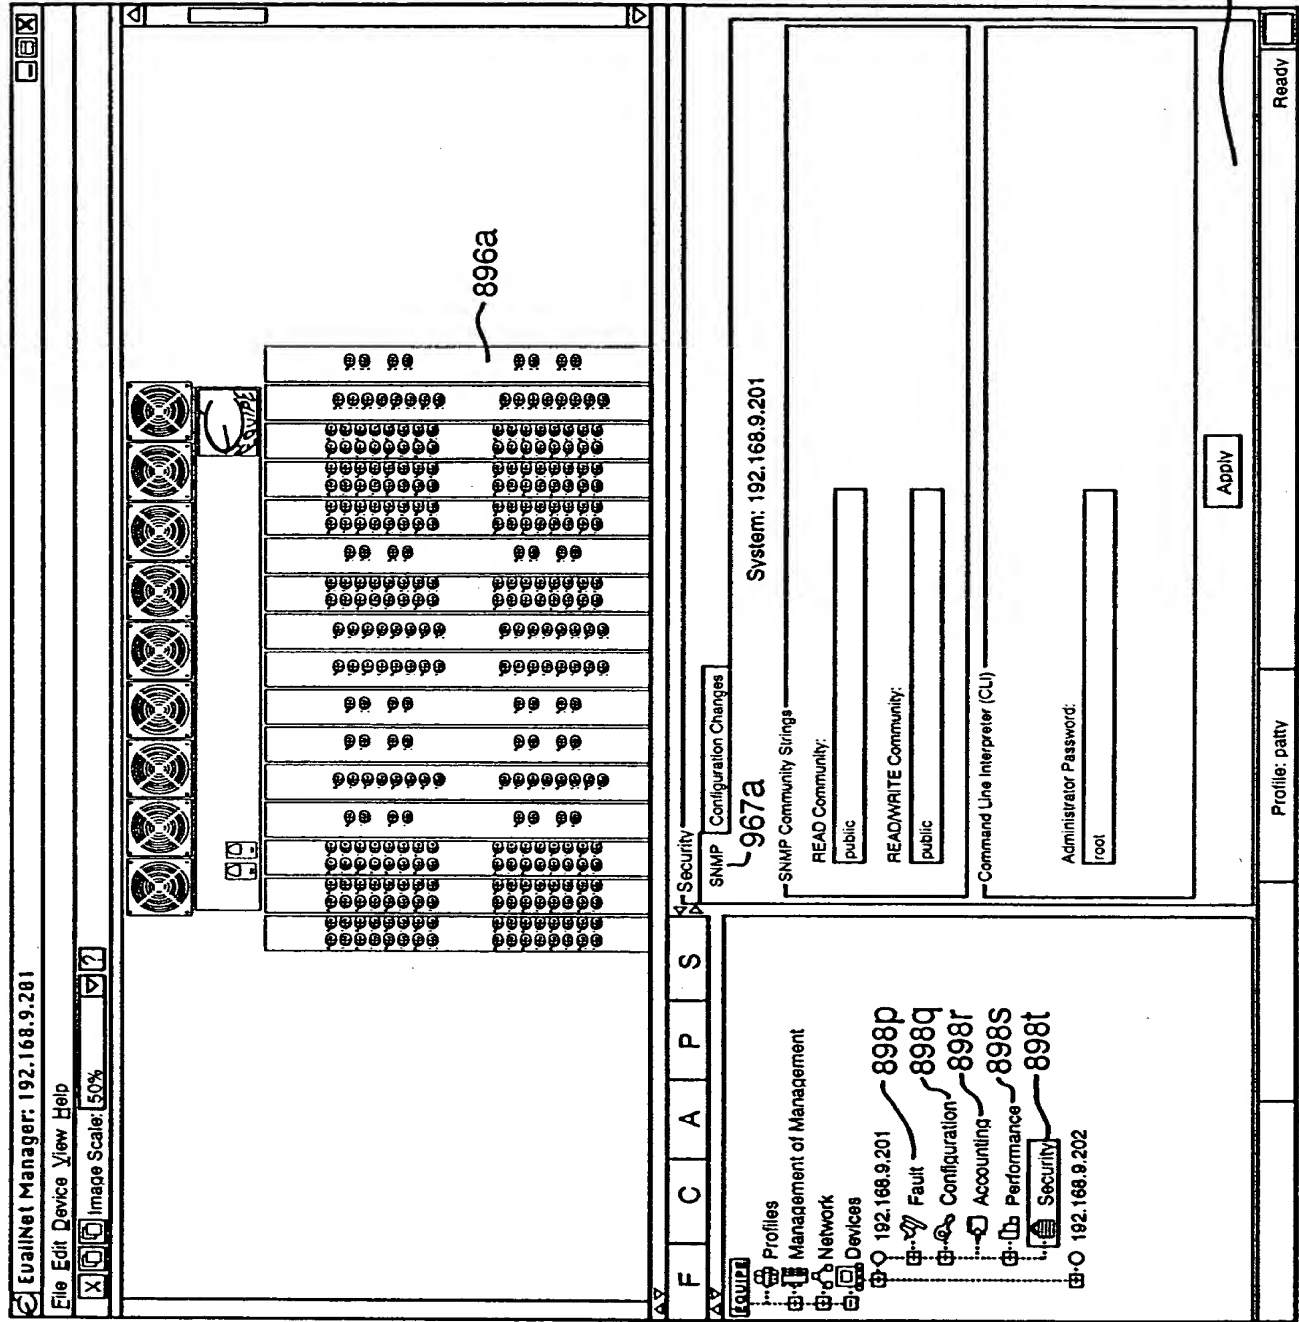 EuailNet Manager: 192.168.9.201
File Edit Device View Help
X Image Scale: 50% ?
896a
F C A P S
EQUIPE
Profiles
Management of Management
Network
Devices
192.168.9.201
898p
Fault
898q
Configuration
898r
Accounting
898s
Performance
898t
Security
192.168.9.202
Security
SNMP Configuration Changes
967a
System: 192.168.9.201
SNMP Community Strings
READ Community:
public
READ/WRITE Community:
public
Command Line Interpreter (CLI)
Administrator Password:
root
Apply
Profile: patty
Ready